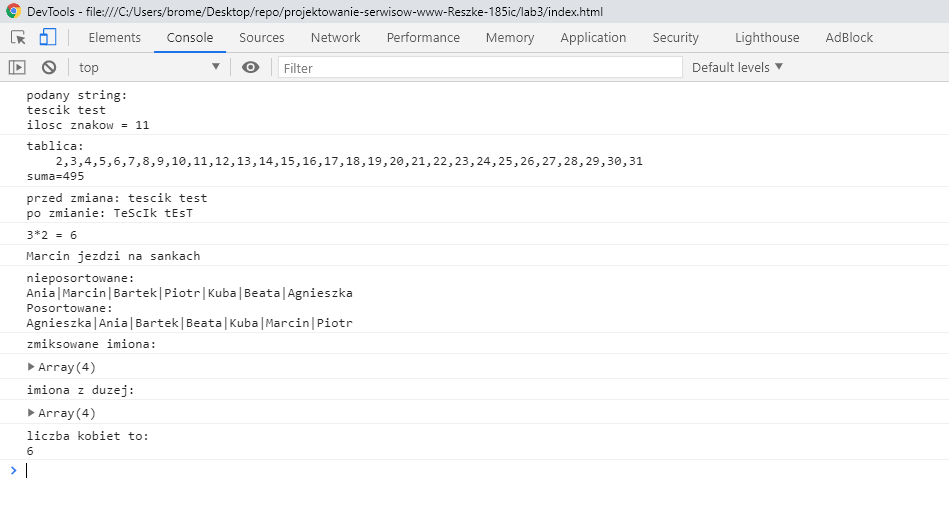 DevTools - file:///C:/Users/brome/Desktop/repo/projektowanie-serwisow-www-Reszke-185ic/lab3/index.html
Elements Console Sources Network Performance Memory Application Security Lighthouse AdBlock
top Filter Default levels
podany string:
tescik test
ilosc znakow = 11
tablica:
2,3,4,5,6,7,8,9,10,11,12,13,14,15,16,17,18,19,20,21,22,23,24,25,26,27,28,29,30,31
suma=495
przed zmiana: tescik test
po zmianie: TeScIk tEsT
3*2 = 6
Marcin jezdzi na sankach
nieposortowane:
Ania|Marcin|Bartek|Piotr|Kuba|Beata|Agnieszka
Posortowane:
Agnieszka|Ania|Bartek|Beata|Kuba|Marcin|Piotr
zmiksowane imiona:
Array(4)
imiona z duzej:
Array(4)
liczba kobiet to:
6